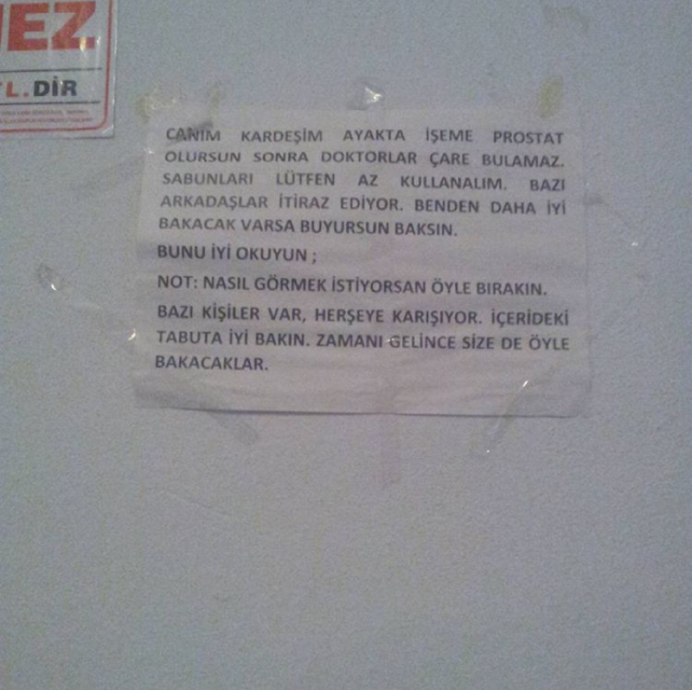 EZ
TL.DİR
CANIM KARDEŞİM AYAKTA İŞEME PROSTAT
OLURSUN SONRA DOKTORLAR ÇARE BULAMAZ.
SABUNLARI LÜTFEN AZ KULLANALIM. BAZI
ARKADAŞLAR İTİRAZ EDİYOR. BENDEN DAHA İYİ
BAKACAK VARSA BUYURSUN BAKSIN.
BUNU İYİ OKUYUN ;
NOT: NASIL GÖRMEK İSTİYORSAN ÖYLE BIRAKIN.
BAZI KİŞİLER VAR, HERŞEYE KARIŞIYOR. İÇERİDEKİ
TABUTA İYİ BAKIN. ZAMANI GELİNCE SİZE DE ÖYLE
BAKACAKLAR.